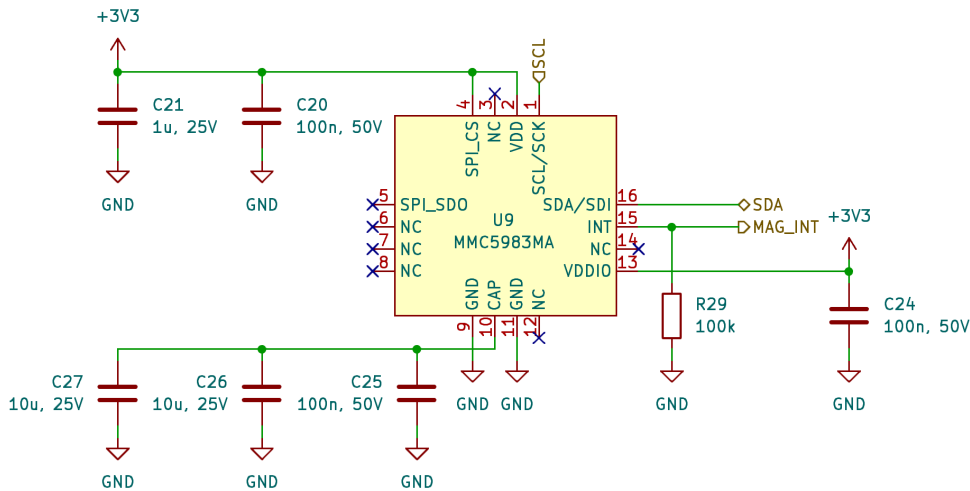 +3V3
C21
1u, 25V
GND
C20
100n, 50V
GND
SCL
4
3
2
1
SPI_CS
NC
VDD
SCL/SCK
5
SPI_SDO
6
NC
7
NC
8
NC
U9
MMC5983MA
16
SDA/SDI
SDA
15
INT
MAG_INT
14
NC
13
VDDIO
+3V3
GND
CAP
GND
NC
9
10
11
12
R29
100k
GND
C24
100n, 50V
GND
C27
10u, 25V
GND
C26
10u, 25V
GND
C25
100n, 50V
GND
GND
GND